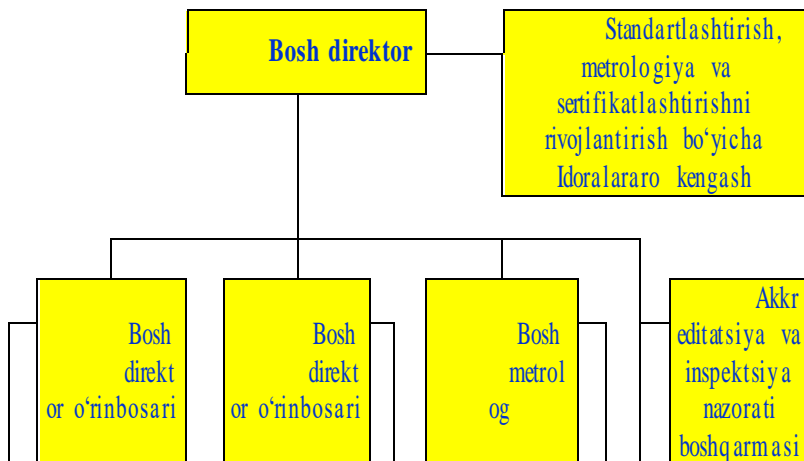 Bosh direktor
Standartlashtirish,
metrologiya va
sertifikatlashtirishni
rivojlantirish bo‘yicha
Idoralararo kengash
Bosh
direkt
or o‘rinbosari
Bosh
direkt
or o‘rinbosari
Bosh
metrol
og
Akkr
editatsiya va
inspektsiya
nazorati
boshqarmasi